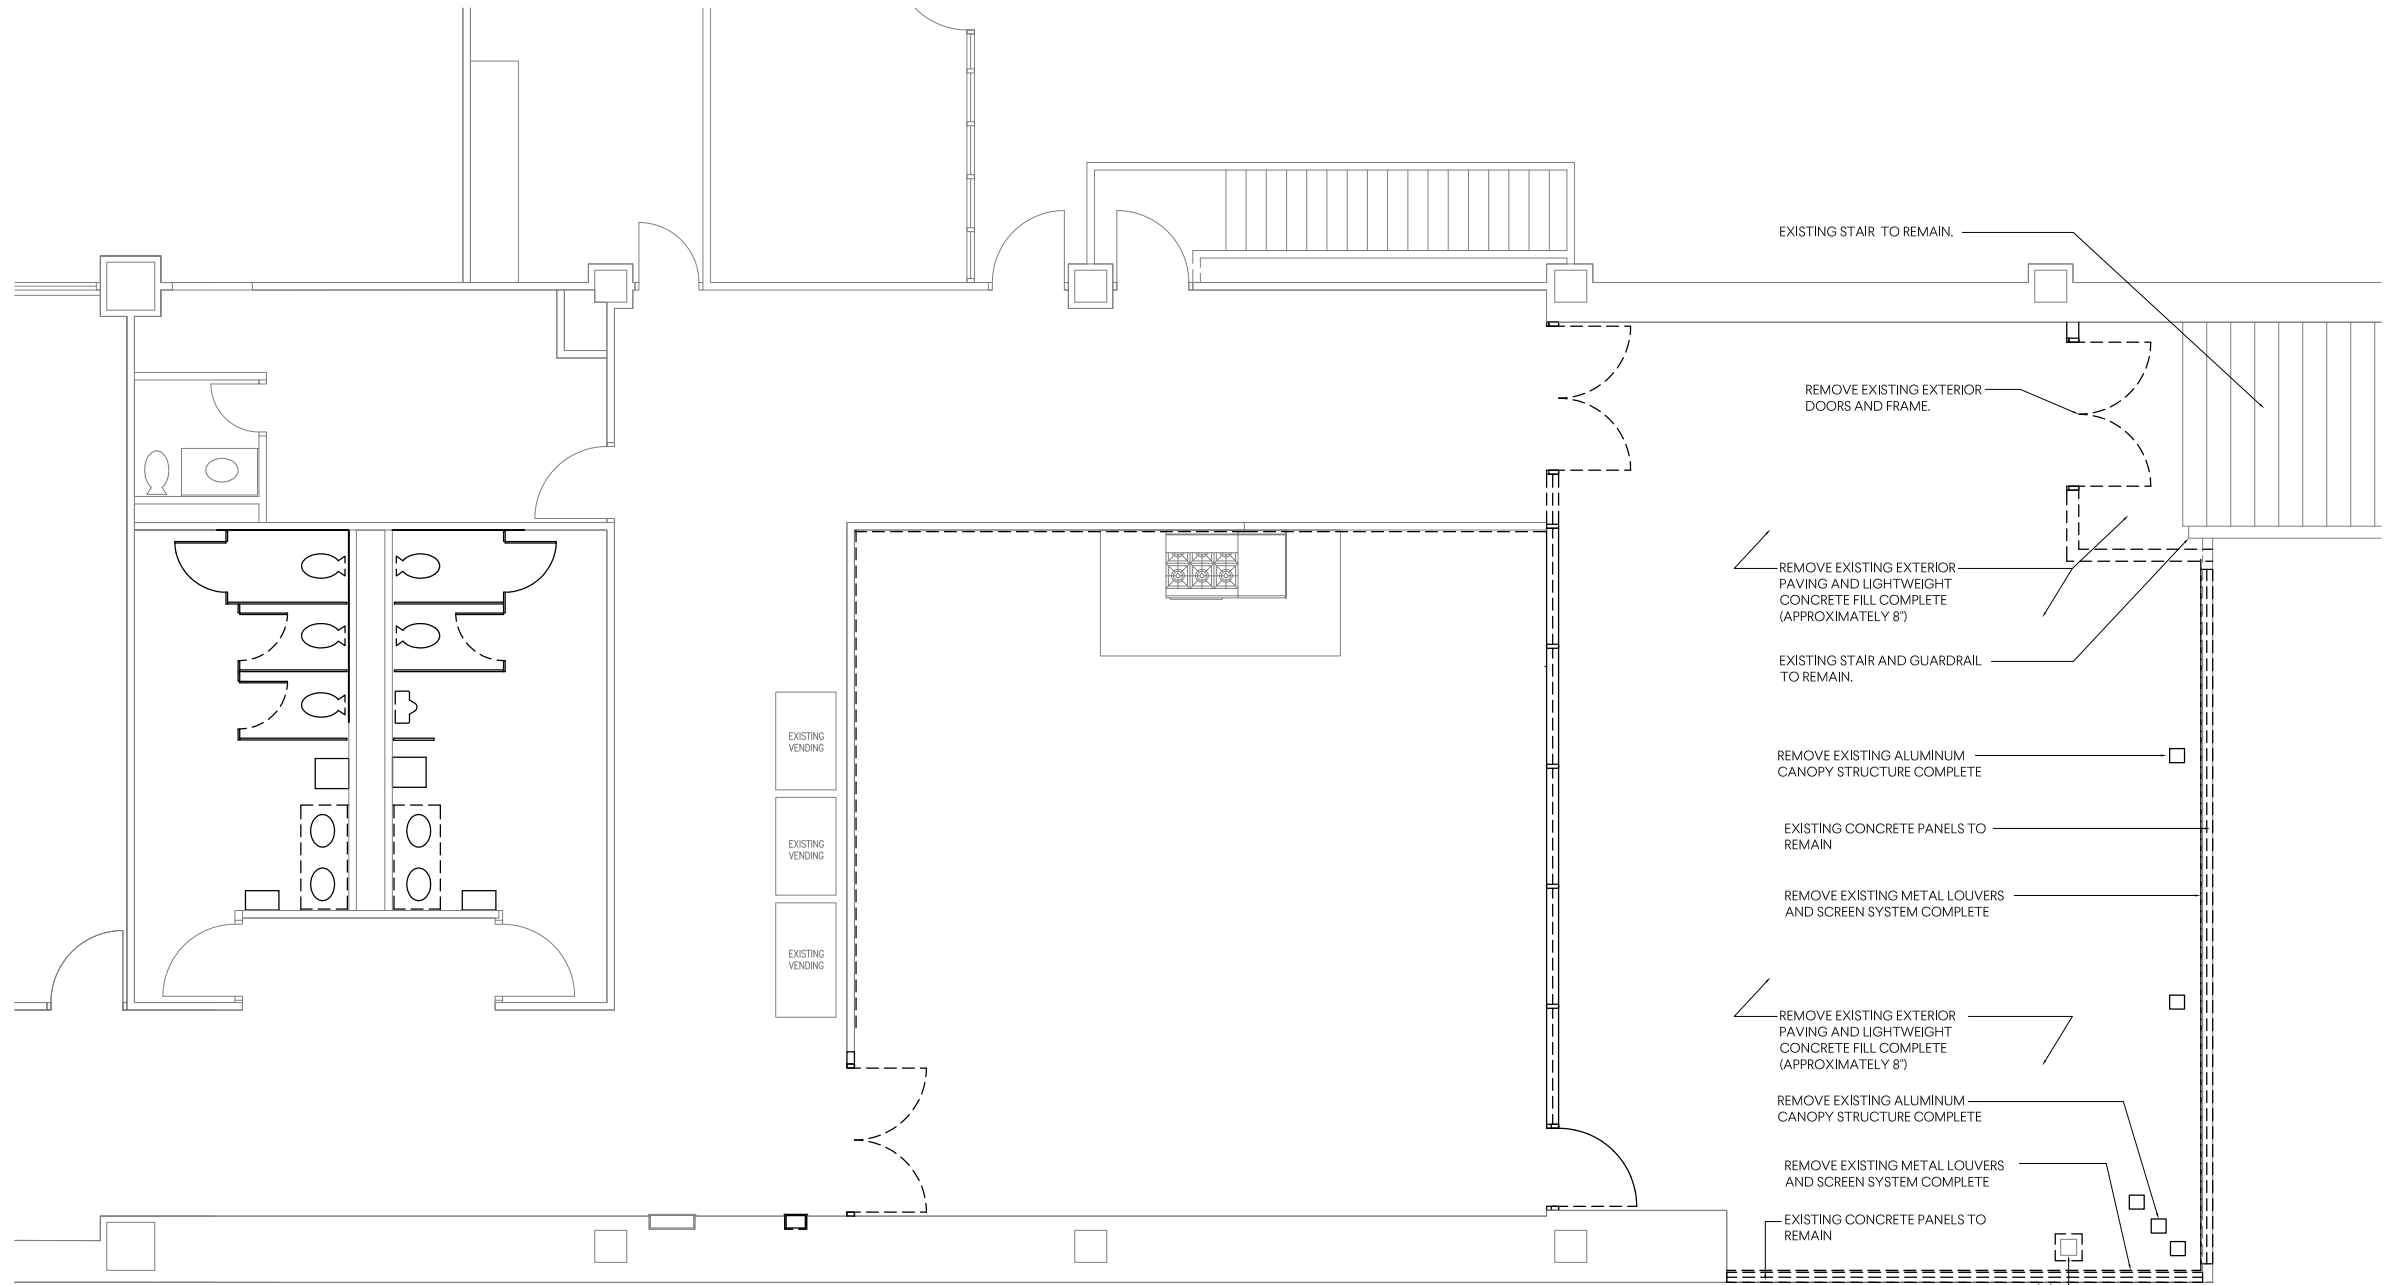 EXISTING STAIR TO REMAIN.
REMOVE EXISTING EXTERIOR
DOORS AND FRAME.
REMOVE EXISTING EXTERIOR
PAVING AND LIGHTWEIGHT
CONCRETE FILL COMPLETE
(APPROXIMATELY 8")
EXISTING STAIR AND GUARDRAIL
TO REMAIN.
EXISTING
VENDING
REMOVE EXISTING ALUMINUM
CANOPY STRUCTURE COMPLETE
EXISTING
VENDING
EXISTING CONCRETE PANELS TO
REMAIN
REMOVE EXISTING METAL LOUVERS
AND SCREEN SYSTEM COMPLETE
EXISTING
VENDING
REMOVE EXISTING EXTERIOR
PAVING AND LIGHTWEIGHT
CONCRETE FILL COMPLETE
(APPROXIMATELY 8")
REMOVE EXISTING ALUMINUM
CANOPY STRUCTURE COMPLETE
REMOVE EXISTING METAL LOUVERS
AND SCREEN SYSTEM COMPLETE
EXISTING CONCRETE PANELS TO
REMAIN